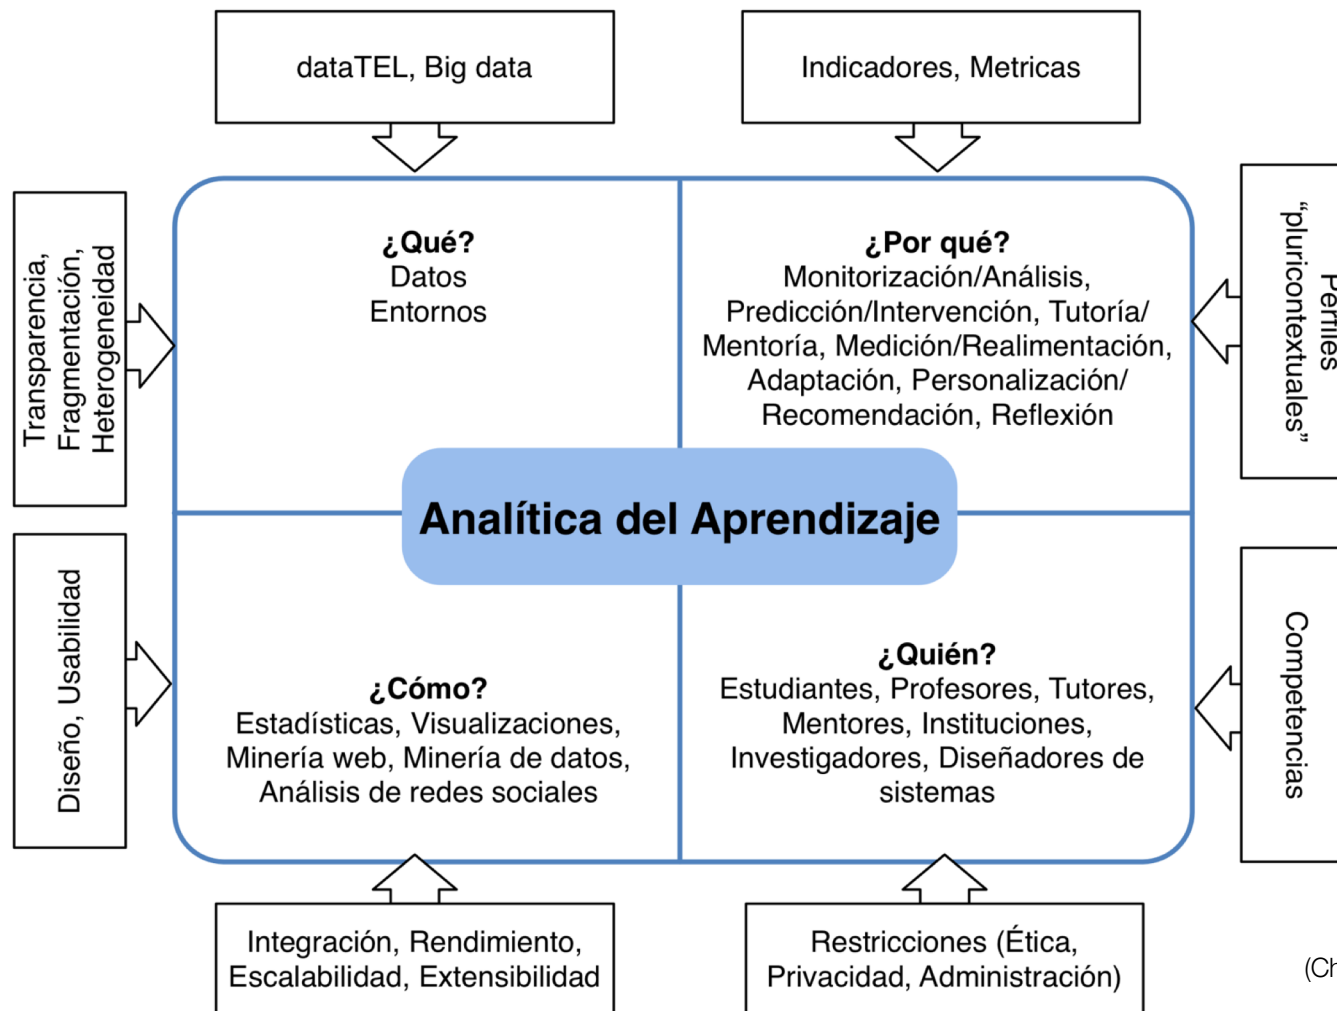 dataTEL, Big data
Indicadores, Metricas
Transparencia,
Fragmentación,
Heterogeneidad
¿Qué?
Datos
Entornos
¿Por qué?
Monitorización/Análisis,
Predicción/Intervención, Tutoría/
Mentoría, Medición/Realimentación,
Adaptación, Personalización/
Recomendación, Reflexión
Perfiles
“pluricontextuales”
Analítica del Aprendizaje
Diseño, Usabilidad
¿Cómo?
Estadísticas, Visualizaciones,
Minería web, Minería de datos,
Análisis de redes sociales
¿Quién?
Estudiantes, Profesores, Tutores,
Mentores, Instituciones,
Investigadores, Diseñadores de
sistemas
Competencias
Integración, Rendimiento,
Escalabilidad, Extensibilidad
Restricciones (Ética,
Privacidad, Administración)